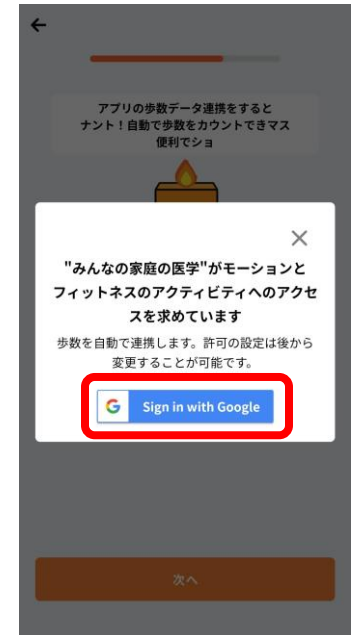 アプリの歩数データ連携をすると
ナント！自動で歩数をカウントできマス
便利でショ
"みんなの家庭の医学"がモーションと
フィットネスのアクティビティへのアクセ
スを求めています
歩数を自動で連携します。許可の設定は後から
変更することが可能です。
G Sign in with Google
次へ